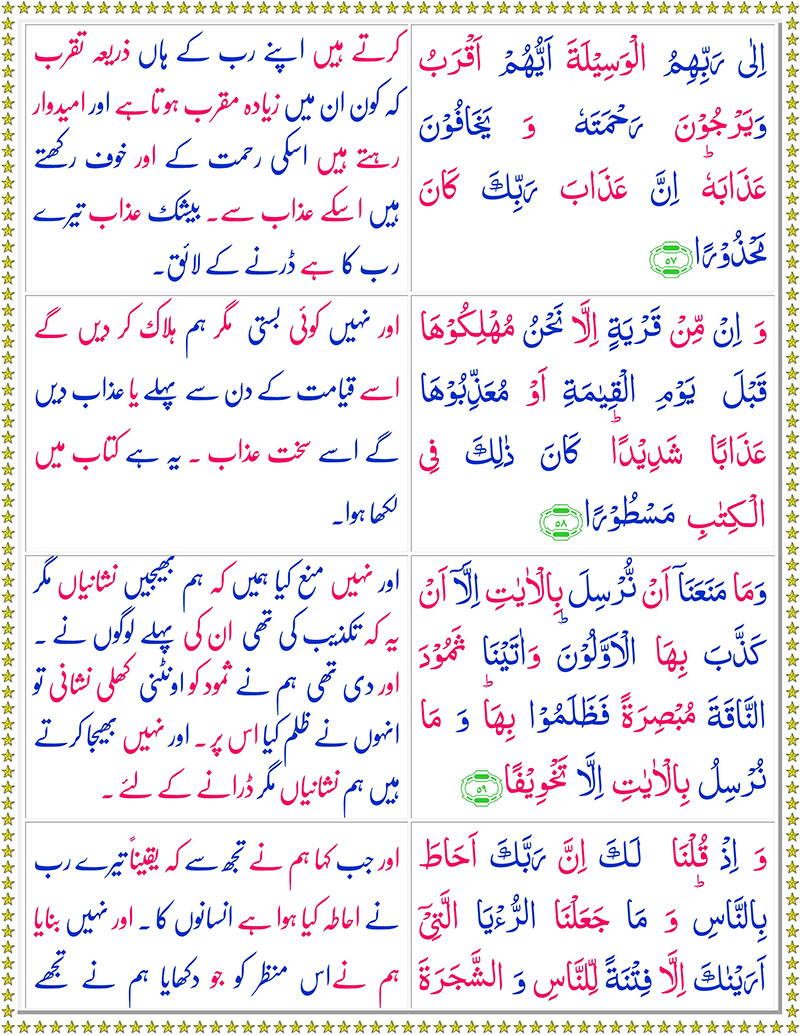 اِلٰى رَبِّهِمُ الْوَسِيْلَةَ اَيُّهُمْ اَقْرَبُ
وَيَرْجُوْنَ رَحْمَتَهٗ وَ يَخَافُوْنَ
عَذَابَهٗ ؕ اِنَّ عَذَابَ رَبِّكَ كَانَ
مَحْذُوْرًا ﴿٥٧﴾
کرتے ہیں اپنے رب کے ہاں ذریعہ تقرب
کہ کون ان میں زیادہ مقرب ہوتا ہے اور امیدوار
رہتے ہیں اسکی رحمت کے اور خوف رکھتے
ہیں اسکے عذاب سے۔ بیشک عذاب تیرے
رب کا ہے ڈرنے کے لائق۔
وَ اِنْ مِّنْ قَرْيَةٍ اِلَّا نَحْنُ مُهْلِكُوْهَا
قَبْلَ يَوْمِ الْقِيٰمَةِ اَوْ مُعَذِّبُوْهَا
عَذَابًا شَدِيْدًا ؕ كَانَ ذٰلِكَ فِى
الْكِتٰبِ مَسْطُوْرًا ﴿٥٨﴾
اور نہیں کوئی بستی مگر ہم ہلاک کر دیں گے
اسے قیامت کے دن سے پہلے یا عذاب دیں
گے اسے سخت عذاب ۔ یہ ہے کتاب میں
لکھا ہوا۔
وَمَا مَنَعَنَاۤ اَنْ نُّرْسِلَ بِالْاٰيٰتِ اِلَّاۤ اَنْ
كَذَّبَ بِهَا الْاَوَّلُوْنَ ؕ وَاٰتَيْنَا ثَمُوْدَ
النَّاقَةَ مُبْصِرَةً فَظَلَمُوْا بِهَا ؕ وَ مَا
نُرْسِلُ بِالْاٰيٰتِ اِلَّا تَخْوِيْفًا ﴿٥٩﴾
اور نہیں منع کیا ہمیں کہ ہم بھیجیں نشانیاں مگر
یہ کہ تکذیب کی تھی ان کی پہلے لوگوں نے ۔
اور دی تھی ہم نے ثمود کو اونٹنی کھلی نشانی تو
انہوں نے ظلم کیا اس پر۔ اور نہیں بھیجا کرتے
ہیں ہم نشانیاں مگر ڈرانے کے لئے ۔
وَ اِذْ قُلْنَا لَكَ اِنَّ رَبَّكَ اَحَاطَ
بِالنَّاسِ ؕ وَ مَا جَعَلْنَا الرُّءْيَا الَّتِىْۤ
اَرَيْنٰكَ اِلَّا فِتْنَةً لِّلنَّاسِ وَ الشَّجَرَةَ
اور جب کہا ہم نے تجھ سے کہ یقیناً تیرے رب
نے احاطہ کیا ہوا ہے انسانوں کا۔ اور نہیں بنایا
ہم نے اس منظر کو جو دکھایا ہم نے تجھے